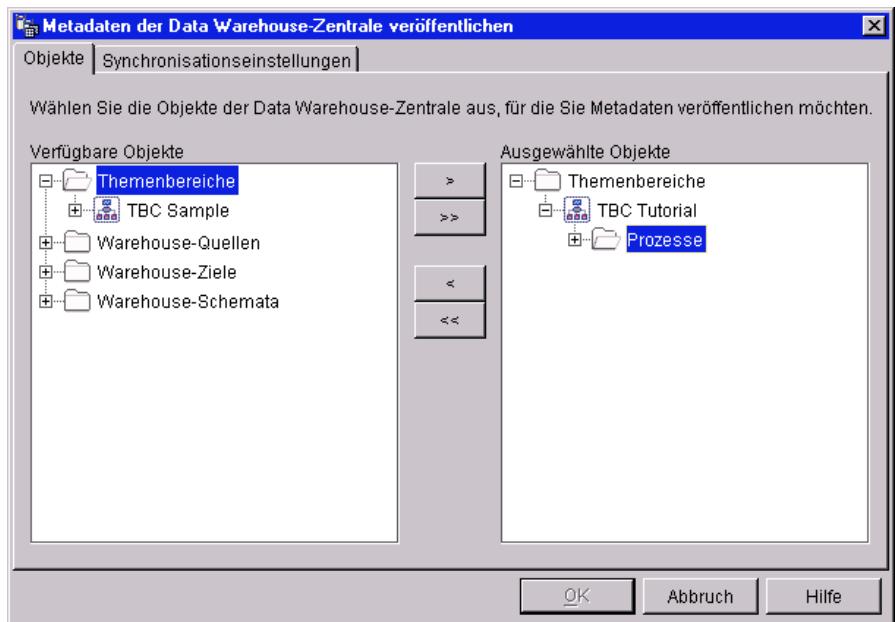 Metadaten der Data Warehouse-Zentrale veröffentlichen
Objekte
Synchronisationseinstellungen
Wählen Sie die Objekte der Data Warehouse-Zentrale aus, für die Sie Metadaten veröffentlichen möchten.
Verfügbare Objekte
Themenbereiche
TBC Sample
Warehouse-Quellen
Warehouse-Ziele
Warehouse-Schemata
>
>>
<
<<
Ausgewählte Objekte
Themenbereiche
TBC Tutorial
Prozesse
OK
Abbruch
Hilfe